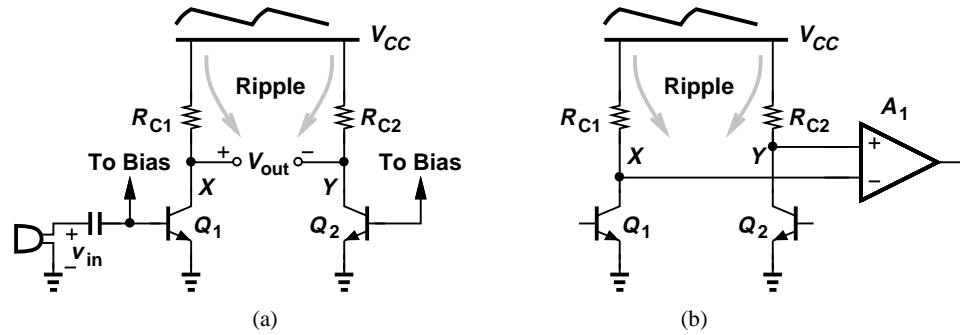 V_CC
Ripple
R_C1
R_C2
To Bias
+ V_out −
To Bias
X
Y
Q_1
Q_2
+
v_in
−
(a)
V_CC
Ripple
R_C1
R_C2
A_1
X
Y
+
−
Q_1
Q_2
(b)